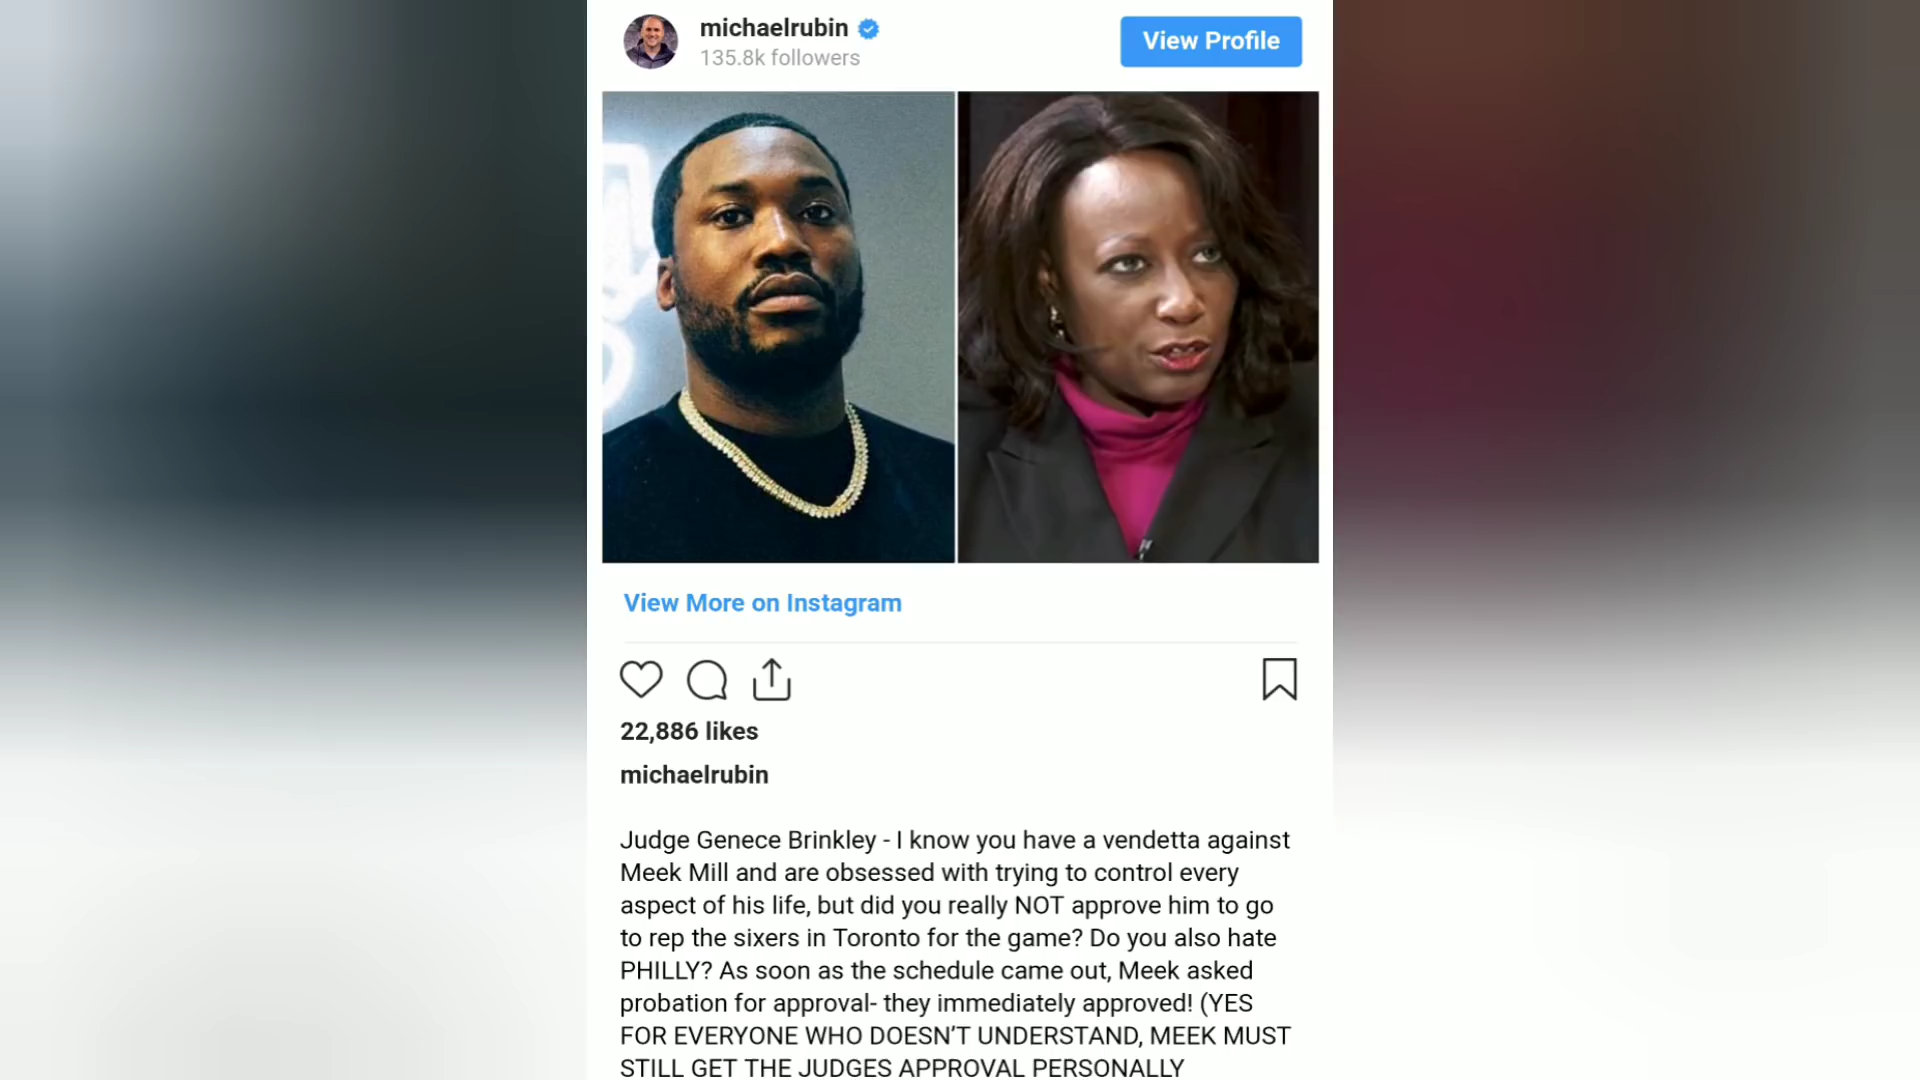 michaelrubin
135.8k followers
View Profile
View More on Instagram
22,886 likes
michaelrubin
Judge Genece Brinkley - I know you have a vendetta against
Meek Mill and are obsessed with trying to control every
aspect of his life, but did you really NOT approve him to go
to rep the sixers in Toronto for the game? Do you also hate
PHILLY? As soon as the schedule came out, Meek asked
probation for approval- they immediately approved! (YES
FOR EVERYONE WHO DOESN’T UNDERSTAND, MEEK MUST
STILL GET THE JUDGES APPROVAL PERSONALLY